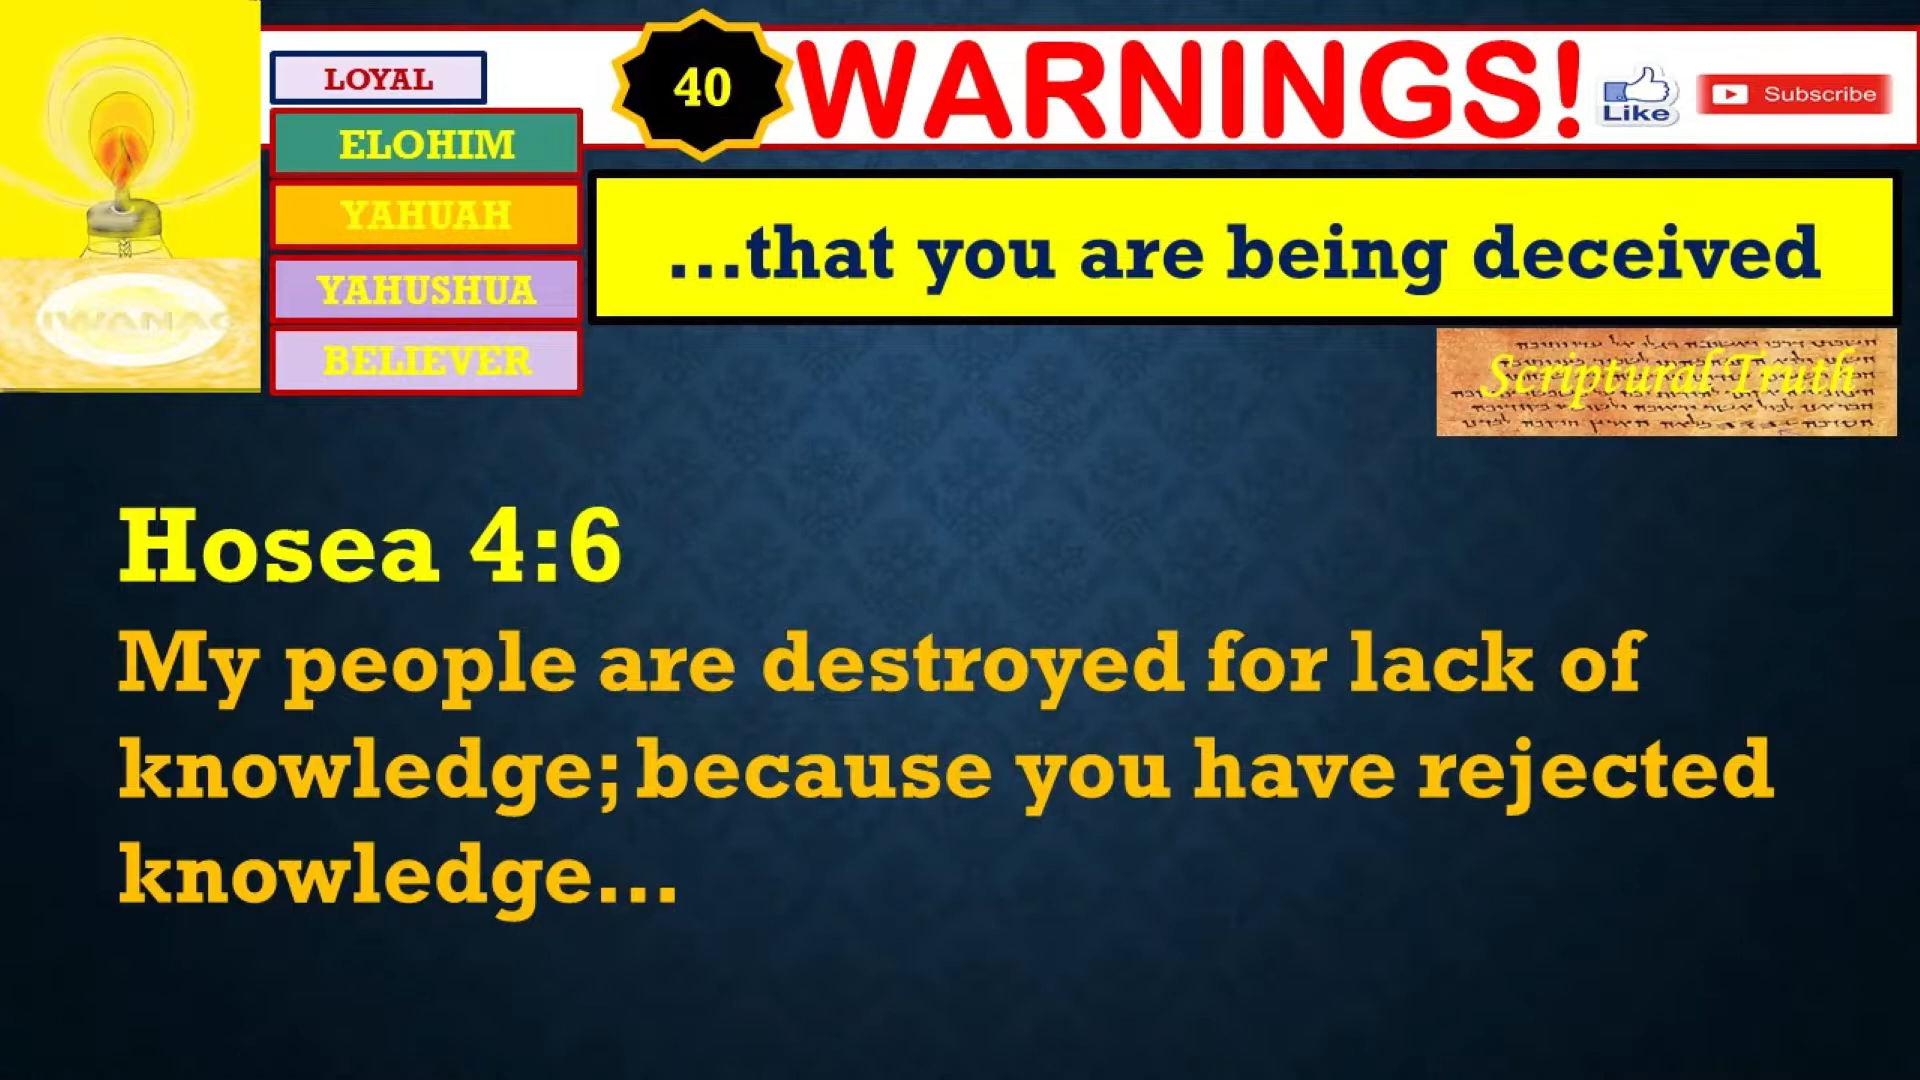 LOYAL
ELOHIM
YAHUAH
YAHUSHUA
BELIEVER
40
WARNINGS!
Like
Subscribe
...that you are being deceived
Scriptural Truth
Hosea 4:6
My people are destroyed for lack of
knowledge; because you have rejected
knowledge...